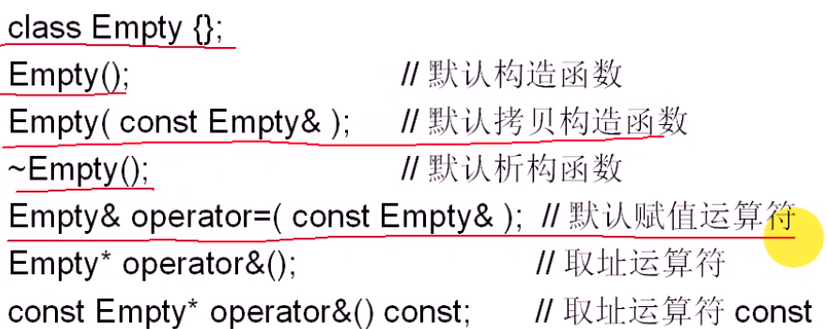 class Empty {};
Empty(); // 默认构造函数
Empty( const Empty& ); // 默认拷贝构造函数
~Empty(); // 默认析构函数
Empty& operator=( const Empty& ); // 默认赋值运算符
Empty* operator&(); // 取址运算符
const Empty* operator&() const; // 取址运算符 const